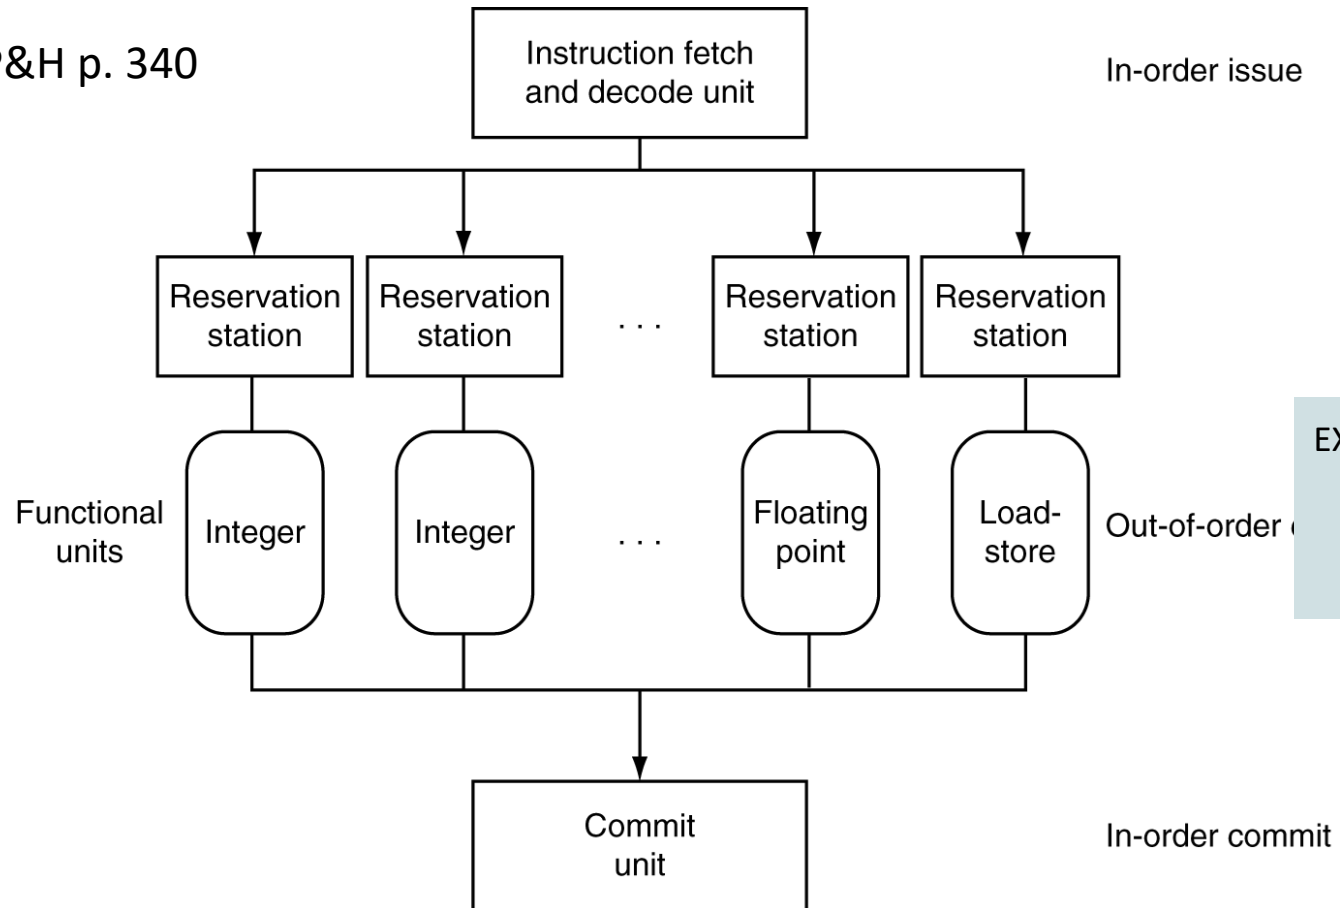 P&H p. 340
Instruction fetch
and decode unit
In-order issue
Reservation
station
Reservation
station
. . .
Reservation
station
Reservation
station
EX
Functional
units
Integer
Integer
. . .
Floating
point
Load-
store
Out-of-order
Commit
unit
In-order commit